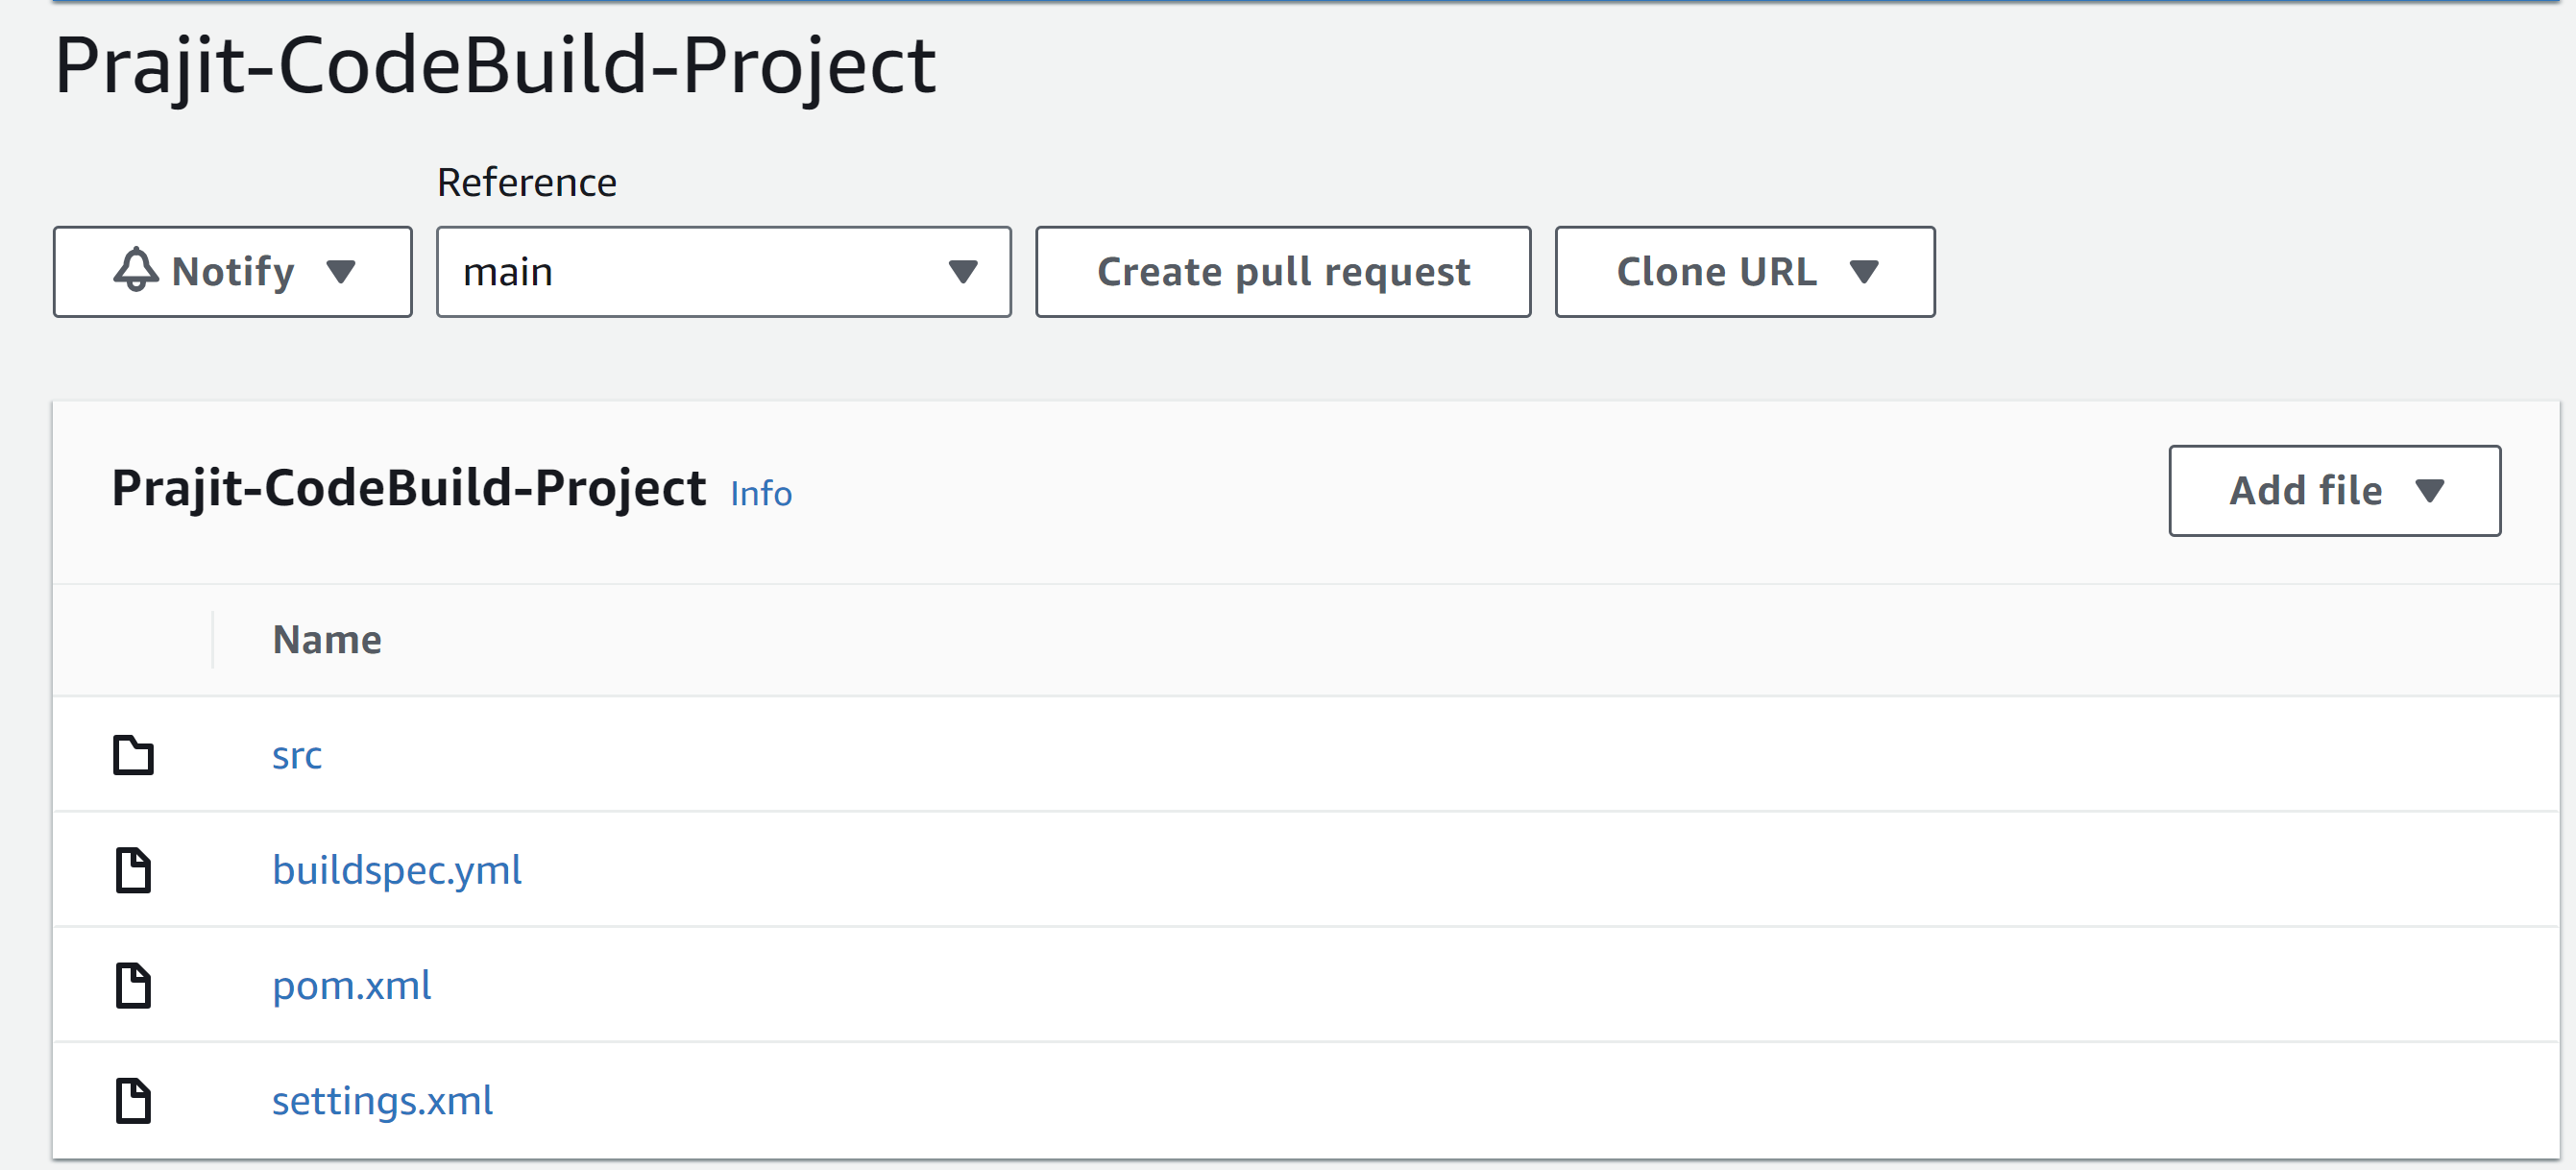 Prajit-CodeBuild-Project
Reference
Notify main Create pull request Clone URL
Prajit-CodeBuild-Project Info Add file
Name
src
buildspec.yml
pom.xml
settings.xml